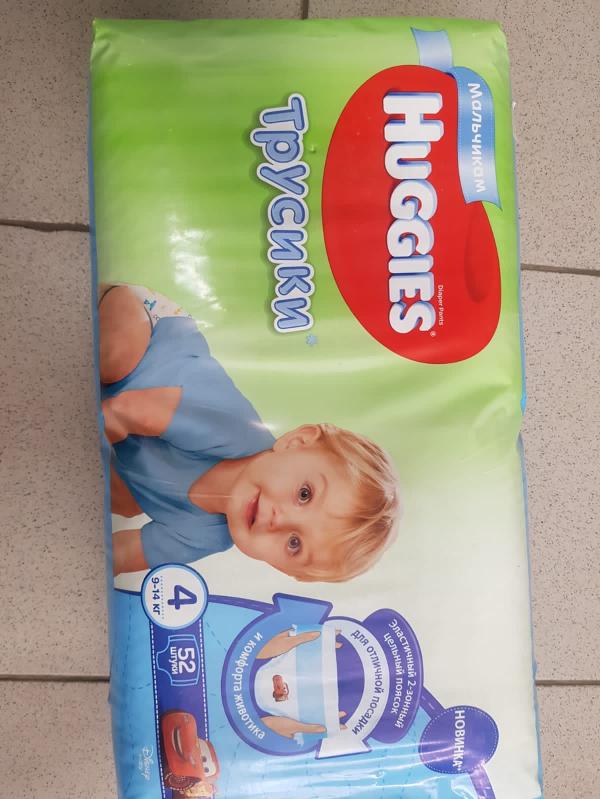 Мальчикам
HUGGIES®
Diaper Pants
Трусики*
НОВИНКА
Эластичный 2-зонный
цельный поясок
для отличной посадки
и комфорта животика
4
9-14 кг
52
штуки
Disney